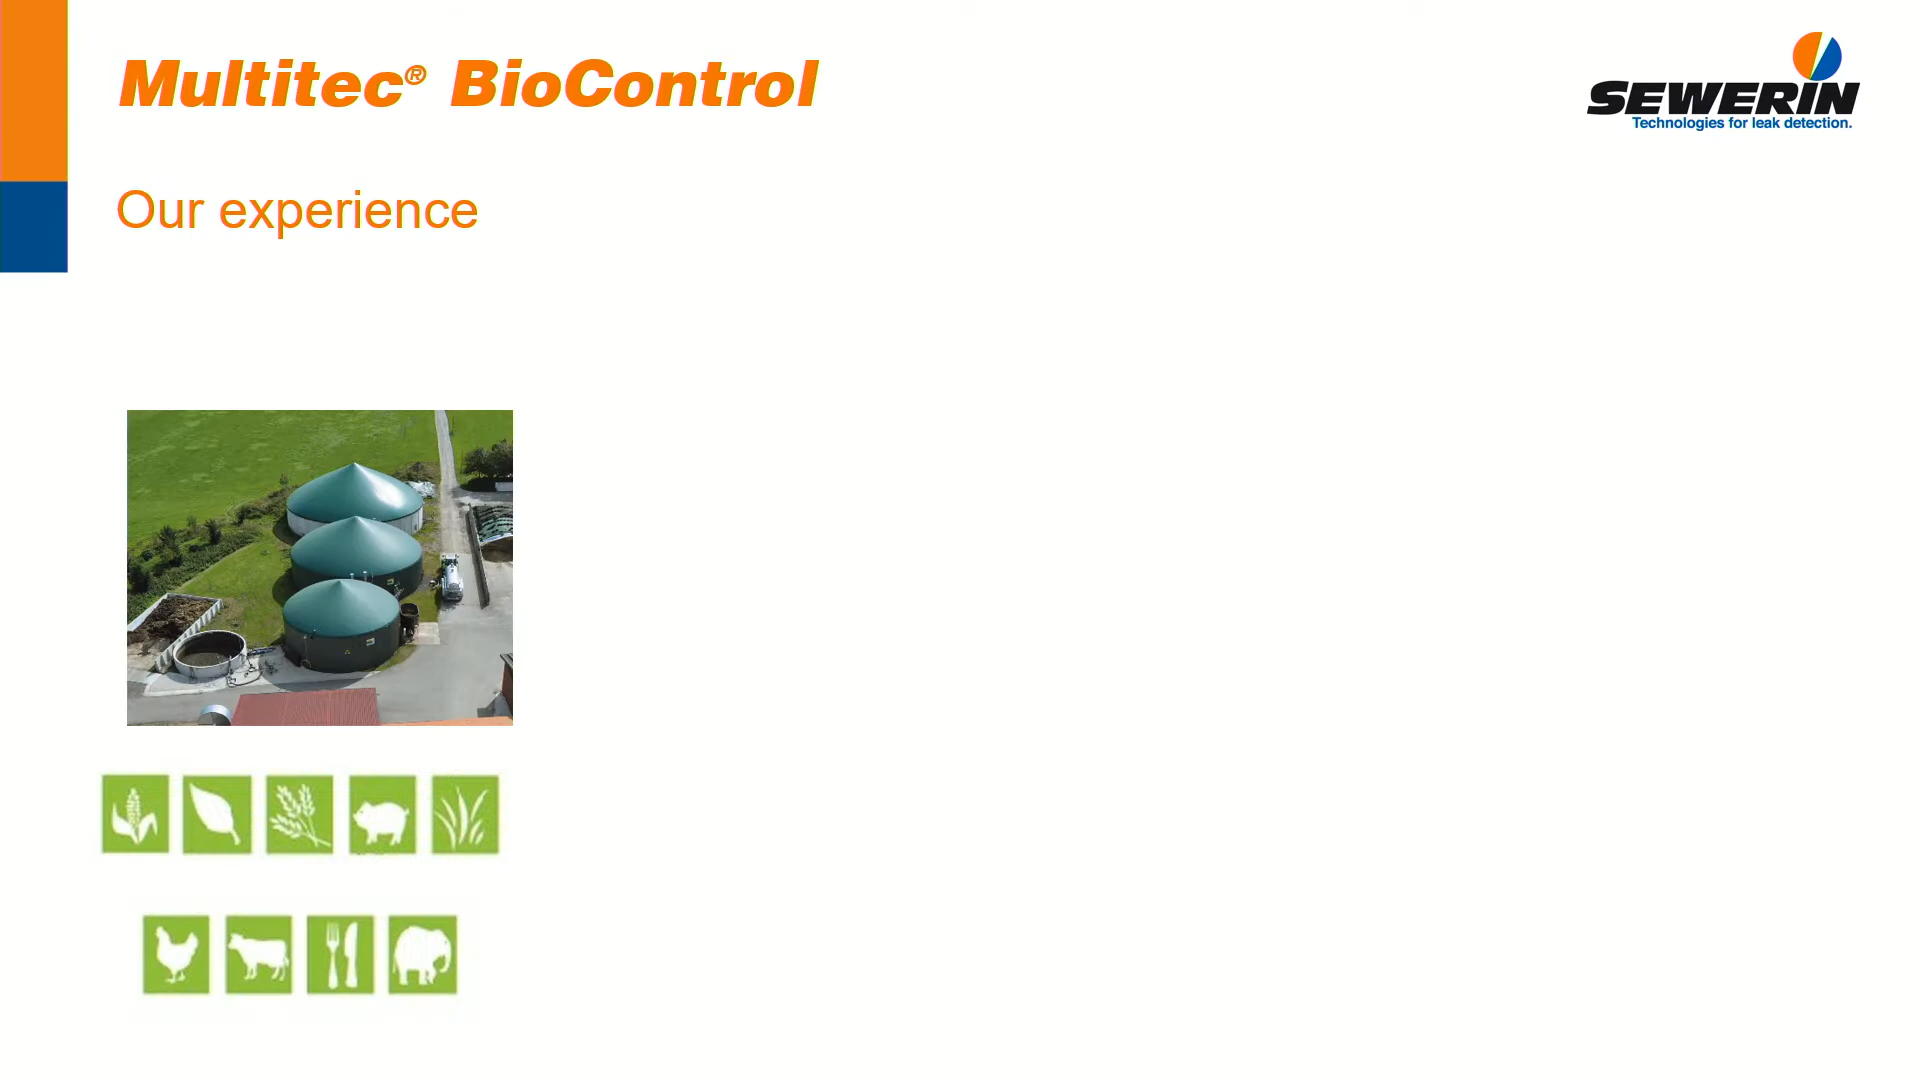 Multitec® BioControl
SEWERIN
Technologies for leak detection.
Our experience